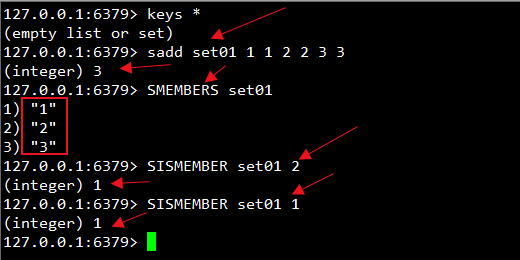 127.0.0.1:6379> keys *
(empty list or set)
127.0.0.1:6379> sadd set01 1 1 2 2 3 3
(integer) 3
127.0.0.1:6379> SMEMBERS set01
1) "1"
2) "2"
3) "3"
127.0.0.1:6379> SISMEMBER set01 2
(integer) 1
127.0.0.1:6379> SISMEMBER set01 1
(integer) 1
127.0.0.1:6379>